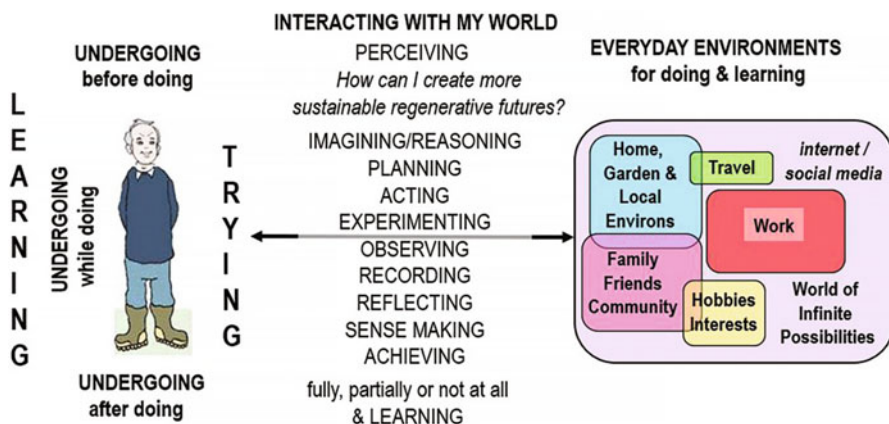 LEARNING
UNDERGOING
before doing
UNDERGOING
while doing
UNDERGOING
after doing
TRYING
INTERACTING WITH MY WORLD
PERCEIVING
How can I create more
sustainable regenerative futures?
IMAGINING/REASONING
PLANNING
ACTING
EXPERIMENTING
OBSERVING
RECORDING
REFLECTING
SENSE MAKING
ACHIEVING
fully, partially or not at all
& LEARNING
EVERYDAY ENVIRONMENTS
for doing & learning
Home,
Garden &
Local
Environs
Travel
internet /
social media
Work
Family
Friends
Community
Hobbies
Interests
World of
Infinite
Possibilities